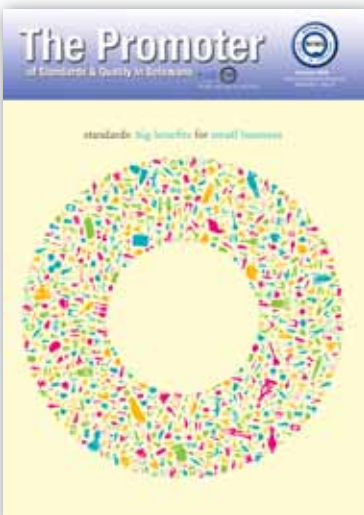 The Promoter
of Standards & Quality in Botswana
standards: big benefits for small business